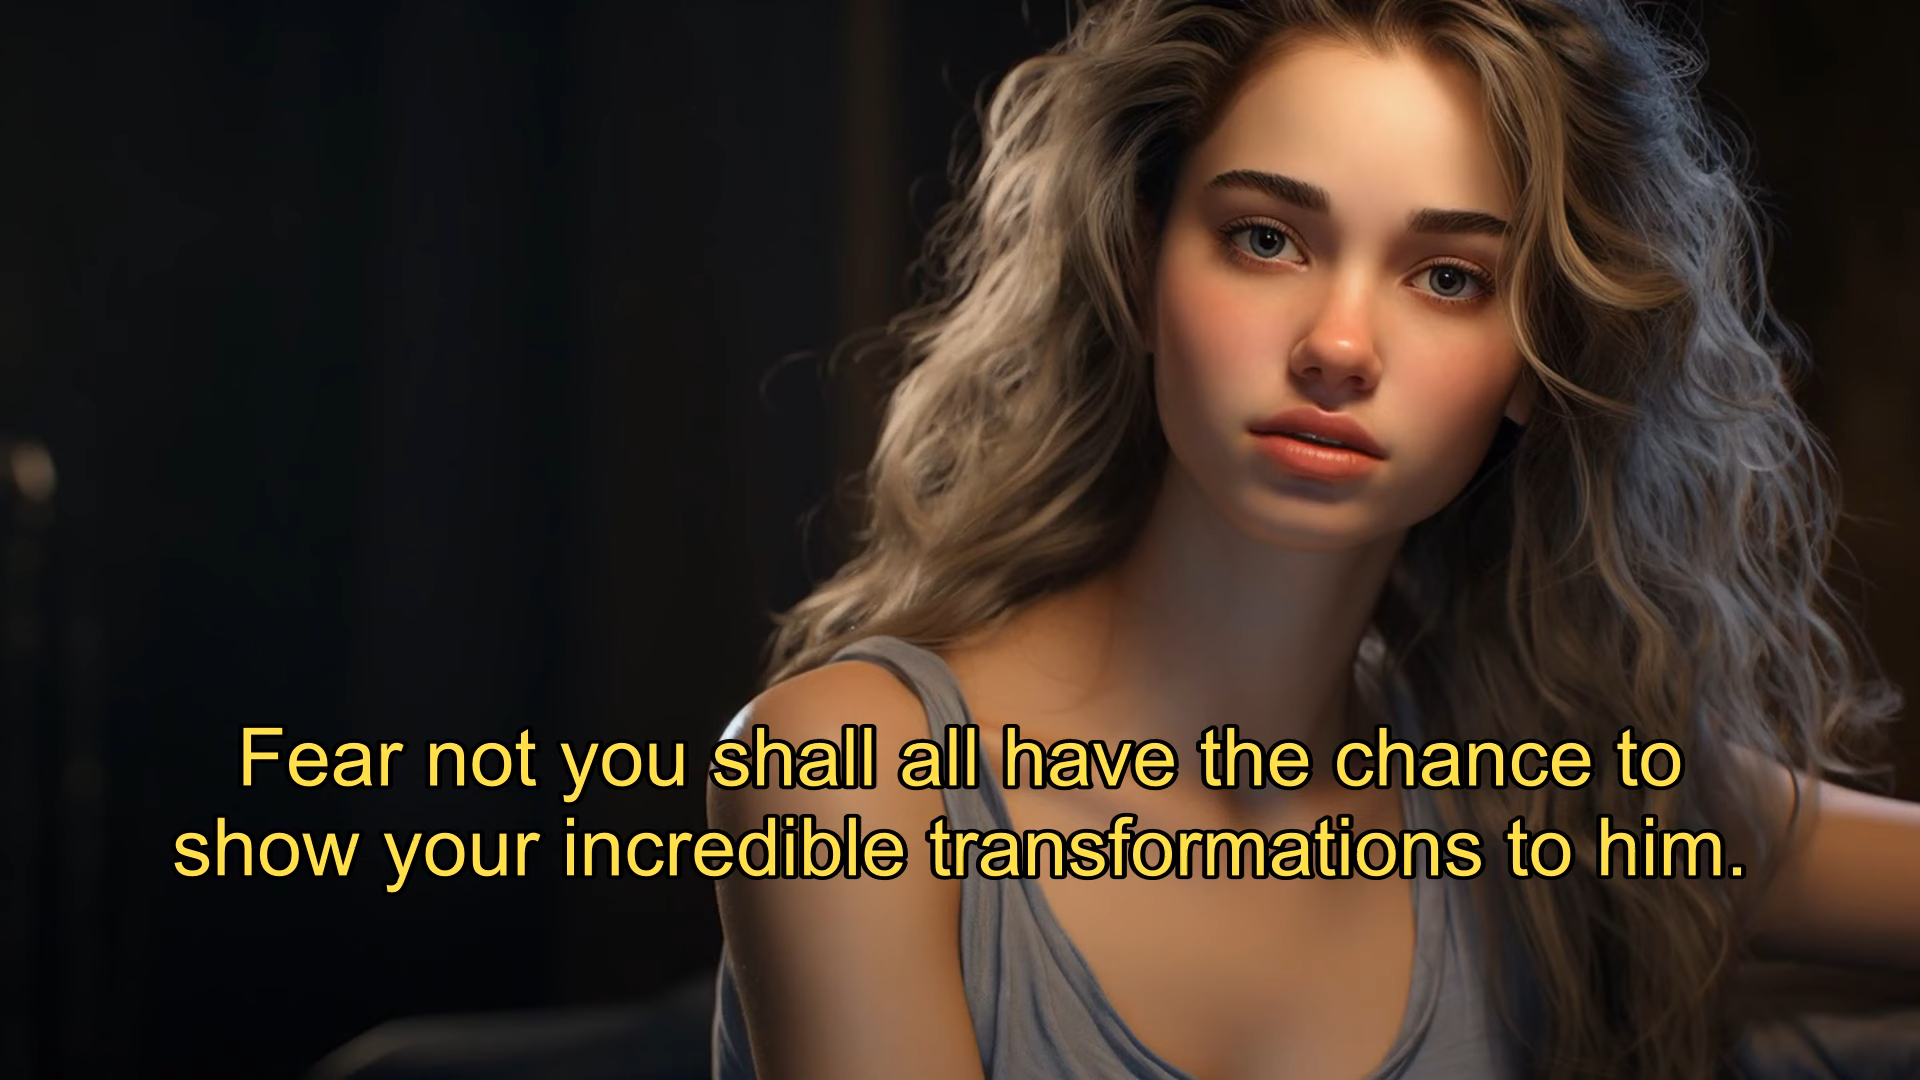 Fear not you shall all have the chance to
show your incredible transformations to him.